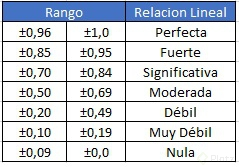 Rango Relacion Lineal
±0,96 ±1,0 Perfecta
±0,85 ±0,95 Fuerte
±0,70 ±0,84 Significativa
±0,50 ±0,69 Moderada
±0,20 ±0,49 Débil
±0,10 ±0,19 Muy Débil
±0,09 ±0,0 Nula